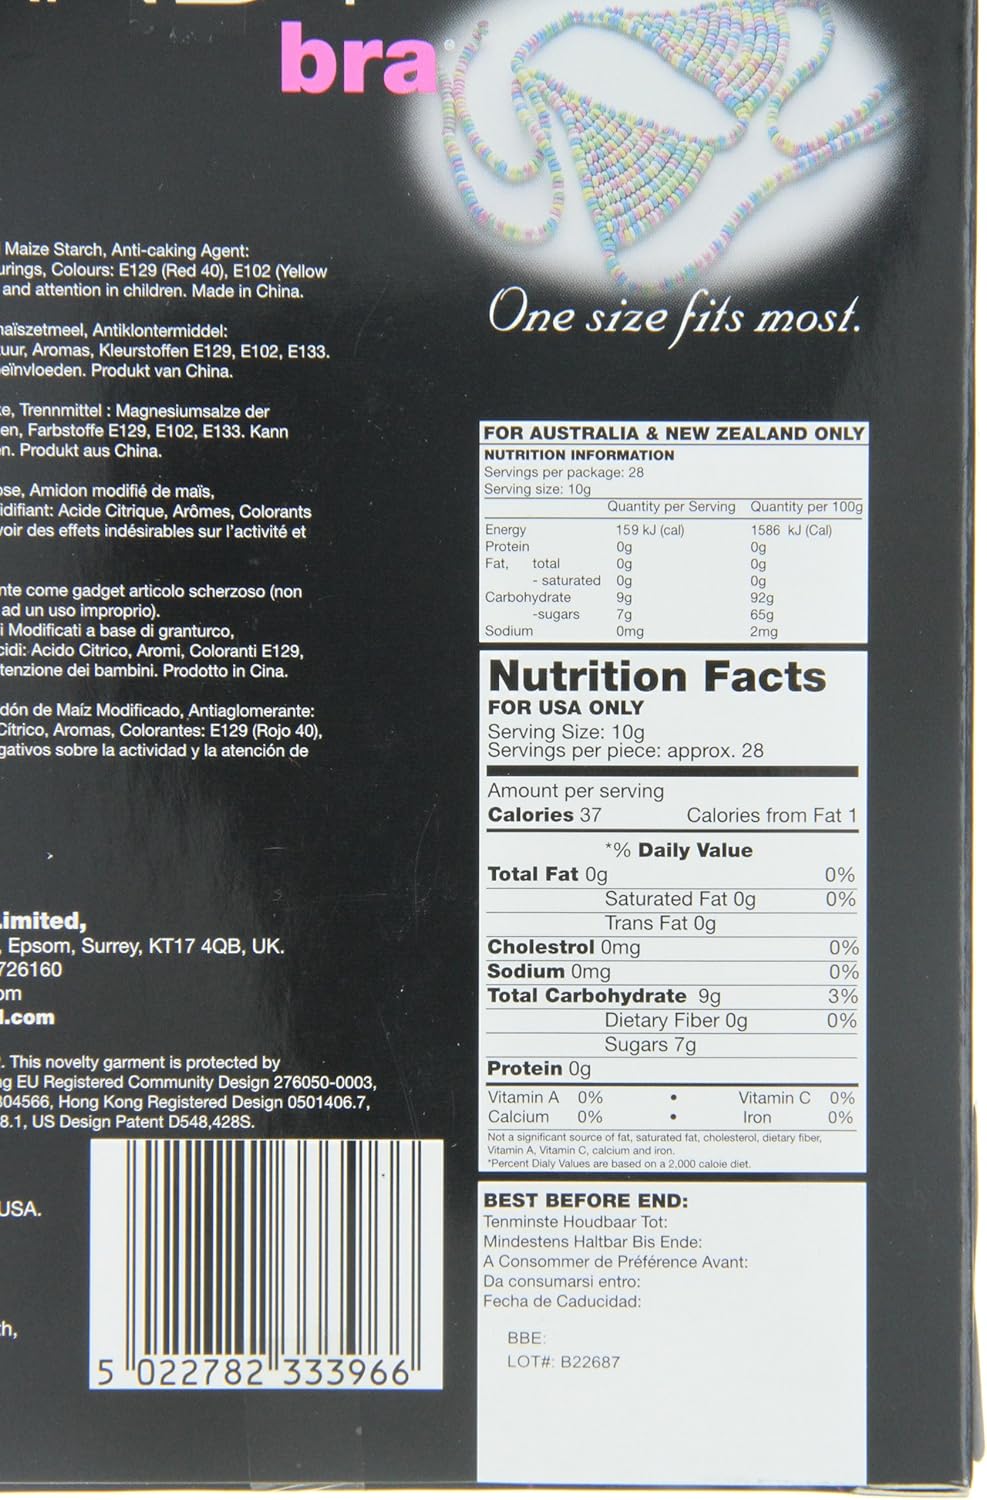 bra
One size fits most.
Maize Starch, Anti-caking Agent:
Colours: E129 (Red 40), E102 (Yellow
and attention in children. Made in China.
Antiklontermiddel:
Aromas, Kleurstoffen E129, E102, E133.
Produkt van China.
Trennmittel : Magnesiumsalze der
Farbstoffe E129, E102, E133. Kann
Produkt aus China.
Amidon modifié de maïs,
Acide Citrique, Arômes, Colorants
des effets indésirables sur l'activité et
come gadget articolo scherzoso (non
ad un uso improprio).
Modificati a base di granturco,
Acido Citrico, Aromi, Coloranti E129,
dei bambini. Prodotto in Cina.
de Maíz Modificado, Antiaglomerante:
Cítrico, Aromas, Colorantes: E129 (Rojo 40),
sobre la actividad y la atención de
Limited,
, Epsom, Surrey, KT17 4QB, UK.
726160
.com
. This novelty garment is protected by
EU Registered Community Design 276050-0003,
304566, Hong Kong Registered Design 0501406.7,
8.1, US Design Patent D548,428S.
USA.
5 022782 333966
FOR AUSTRALIA & NEW ZEALAND ONLY
NUTRITION INFORMATION
Servings per package: 28
Serving size: 10g
Quantity per Serving Quantity per 100g
Energy 159 kJ (cal) 1586 kJ (Cal)
Protein 0g 0g
Fat, total 0g 0g
- saturated 0g 0g
Carbohydrate 9g 92g
-sugars 7g 65g
Sodium 0mg 2mg
Nutrition Facts
FOR USA ONLY
Serving Size: 10g
Servings per piece: approx. 28
Amount per serving
Calories 37 Calories from Fat 1
*% Daily Value
Total Fat 0g 0%
Saturated Fat 0g 0%
Trans Fat 0g
Cholestrol 0mg 0%
Sodium 0mg 0%
Total Carbohydrate 9g 3%
Dietary Fiber 0g 0%
Sugars 7g
Protein 0g
Vitamin A 0% • Vitamin C 0%
Calcium 0% • Iron 0%
Not a significant source of fat, saturated fat, cholesterol, dietary fiber,
Vitamin A, Vitamin C, calcium and iron.
*Percent Dialy Values are based on a 2,000 caloie diet.
BEST BEFORE END:
Tenminste Houdbaar Tot:
Mindestens Haltbar Bis Ende:
A Consommer de Préférence Avant:
Da consumarsi entro:
Fecha de Caducidad:
BBE:
LOT#: B22687